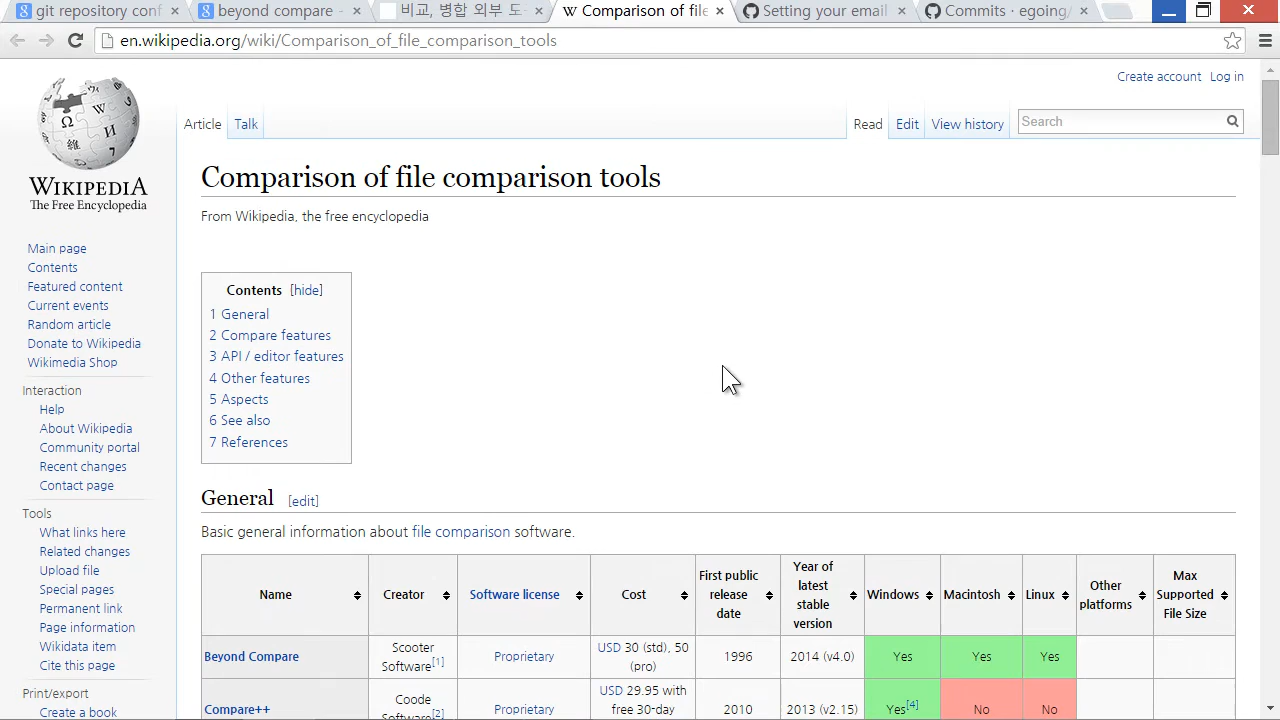 git repository conf
beyond compare -
비교, 병합 외부 도
Comparison of file
Setting your email
Commits · egoing/
en.wikipedia.org/wiki/Comparison_of_file_comparison_tools
Create account Log in
Article Talk
Read Edit View history Search
WIKIPEDIA
The Free Encyclopedia
Comparison of file comparison tools
From Wikipedia, the free encyclopedia
Main page
Contents
Featured content
Current events
Random article
Donate to Wikipedia
Wikimedia Shop
Interaction
Help
About Wikipedia
Community portal
Recent changes
Contact page
Tools
What links here
Related changes
Upload file
Special pages
Permanent link
Page information
Wikidata item
Cite this page
Print/export
Create a book
Contents [hide]
1 General
2 Compare features
3 API / editor features
4 Other features
5 Aspects
6 See also
7 References
General [edit]
Basic general information about file comparison software.
Name
Creator
Software license
Cost
First public
release
date
Year of
latest
stable
version
Windows
Macintosh
Linux
Other
platforms
Max
Supported
File Size
Beyond Compare
Scooter
Software[1]
Proprietary
USD 30 (std), 50
(pro)
1996
2014 (v4.0)
Yes
Yes
Yes
Compare++
Coode
Software[2]
Proprietary
USD 29.95 with
free 30-day
2010
2013 (v2.15)
Yes[4]
No
No